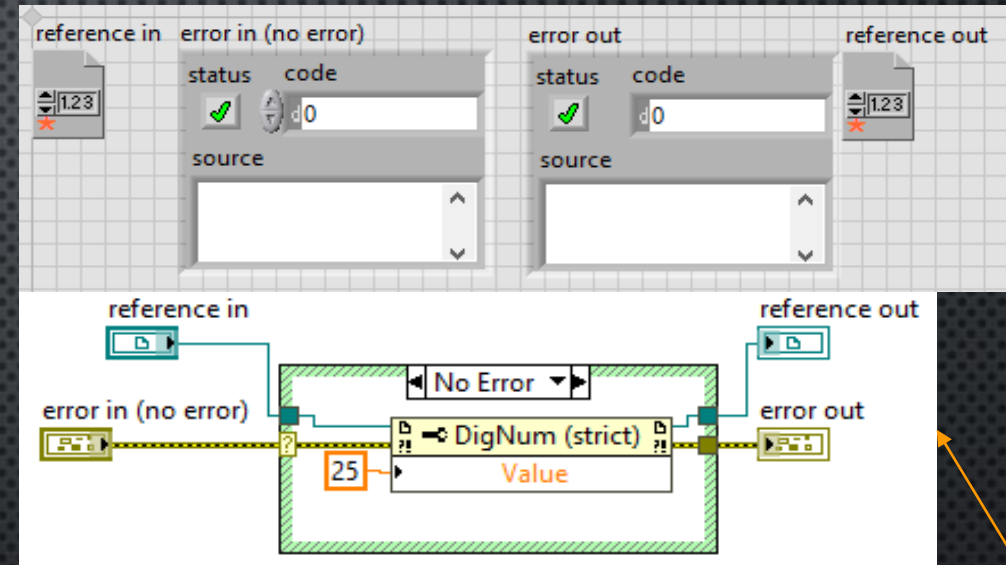 reference in error in (no error) error out reference out
status code status code
1.23 d 0 d 0 1.23
source source
reference in reference out
No Error
error in (no error) error out
? ?! DigNum (strict) ?!
25 Value